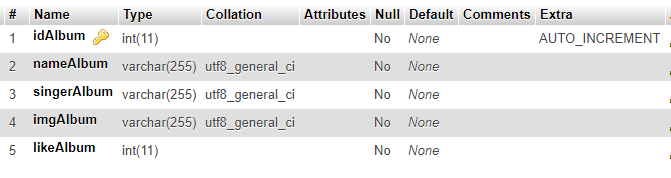 # Name Type Collation Attributes Null Default Comments Extra
1 idAlbum int(11) No None AUTO_INCREMENT
2 nameAlbum varchar(255) utf8_general_ci No None
3 singerAlbum varchar(255) utf8_general_ci No None
4 imgAlbum varchar(255) utf8_general_ci No None
5 likeAlbum int(11) No None